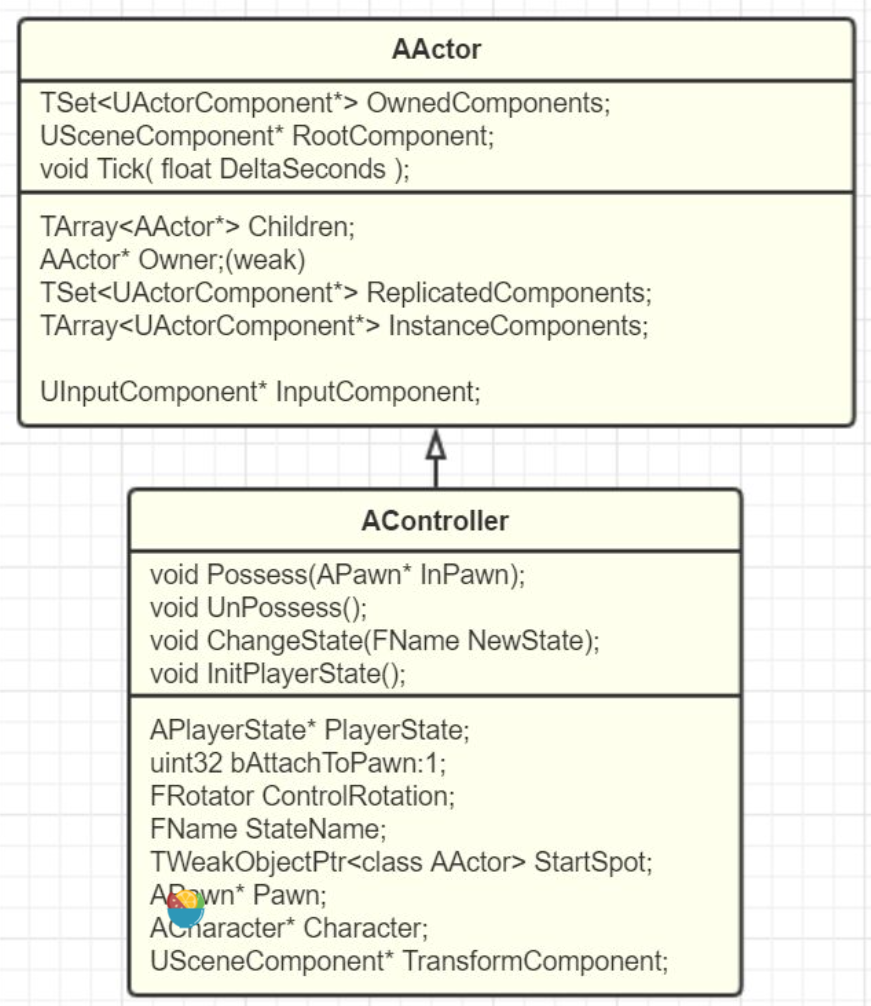 AActor
TSet<UActorComponent*> OwnedComponents;
USceneComponent* RootComponent;
void Tick( float DeltaSeconds );
TArray<AActor*> Children;
AActor* Owner;(weak)
TSet<UActorComponent*> ReplicatedComponents;
TArray<UActorComponent*> InstanceComponents;
UInputComponent* InputComponent;
AController
void Possess(APawn* InPawn);
void UnPossess();
void ChangeState(FName NewState);
void InitPlayerState();
APlayerState* PlayerState;
uint32 bAttachToPawn:1;
FRotator ControlRotation;
FName StateName;
TWeakObjectPtr<class AActor> StartSpot;
APawn* Pawn;
ACharacter* Character;
USceneComponent* TransformComponent;